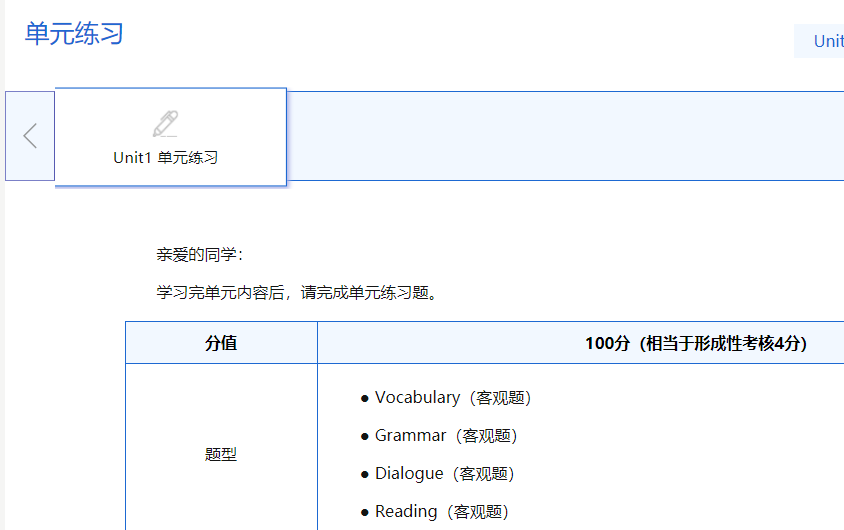 单元练习
Unit
Unit1 单元练习
亲爱的同学：
学习完单元内容后，请完成单元练习题。
分值
100分（相当于形成性考核4分）
题型
● Vocabulary（客观题）
● Grammar（客观题）
● Dialogue（客观题）
● Reading（客观题）